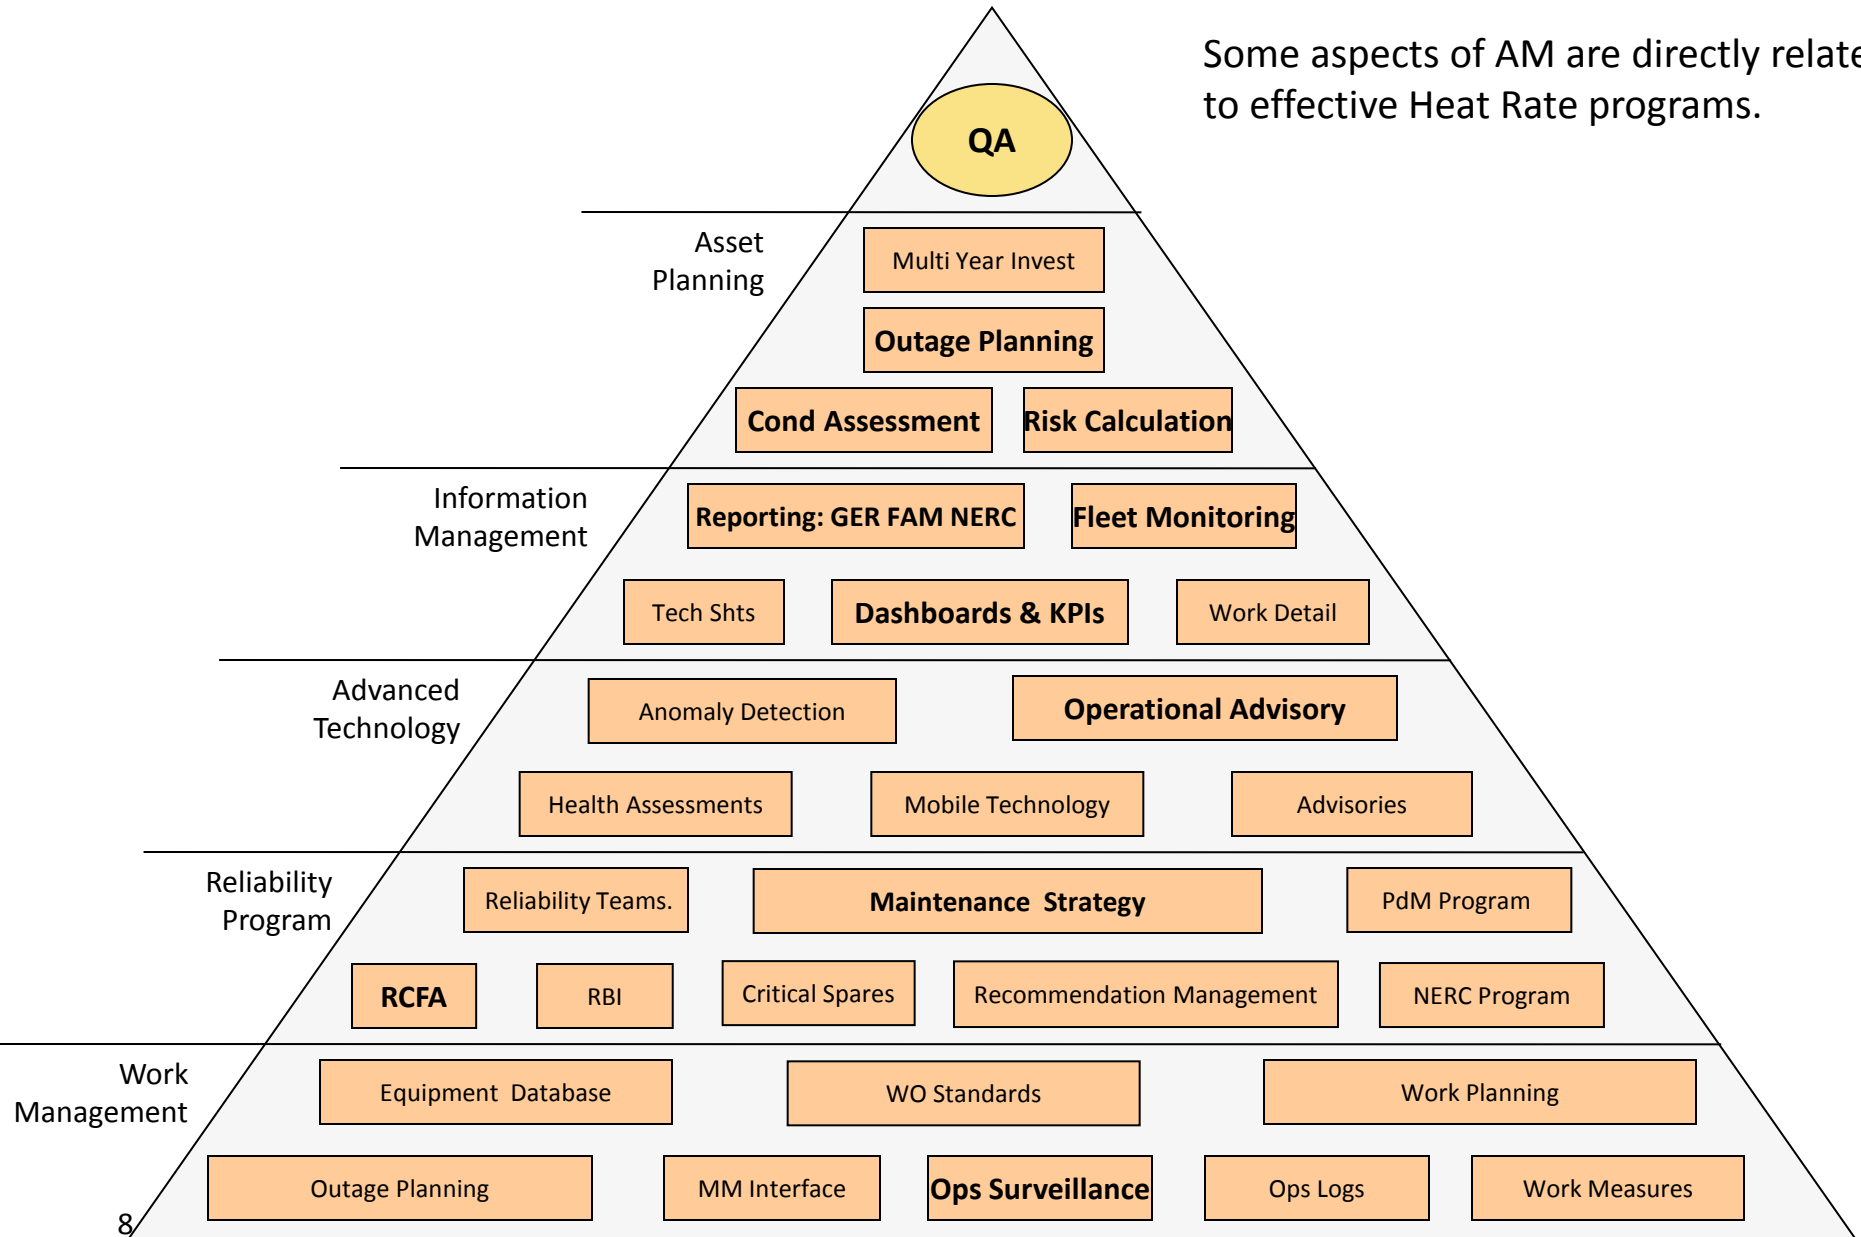 Some aspects of AM are directly relate
to effective Heat Rate programs.
QA
Asset
Planning
Multi Year Invest
Outage Planning
Cond Assessment
Risk Calculation
Information
Management
Reporting: GER FAM NERC
Fleet Monitoring
Tech Shts
Dashboards & KPIs
Work Detail
Advanced
Technology
Anomaly Detection
Operational Advisory
Health Assessments
Mobile Technology
Advisories
Reliability
Program
Reliability Teams.
Maintenance Strategy
PdM Program
RCFA
RBI
Critical Spares
Recommendation Management
NERC Program
Work
Management
Equipment Database
WO Standards
Work Planning
Outage Planning
MM Interface
Ops Surveillance
Ops Logs
Work Measures
8